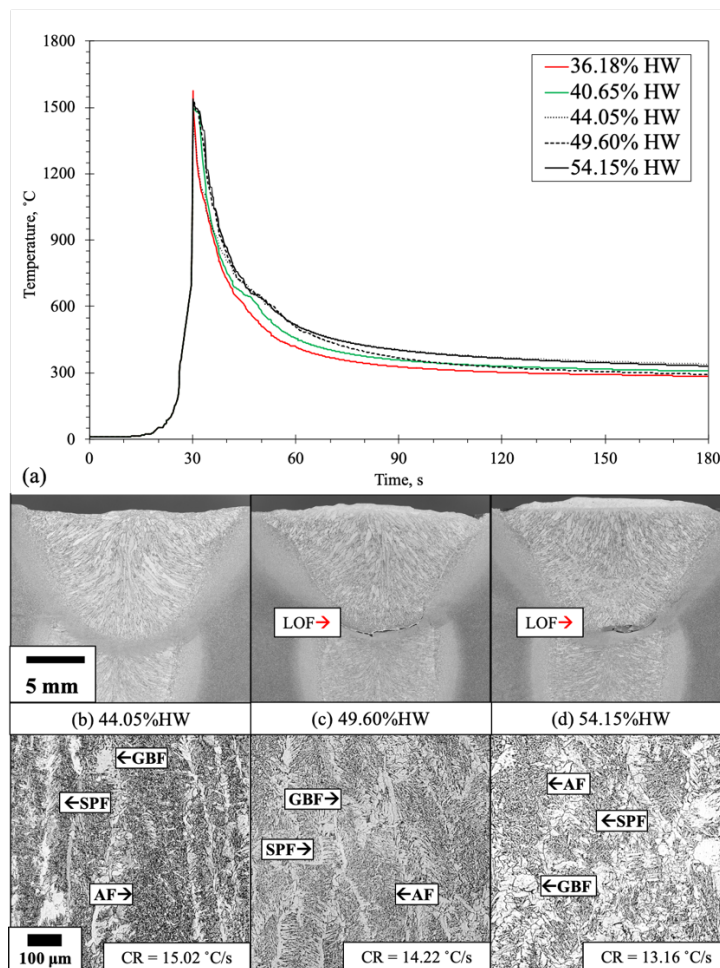 1800
1500
1200
900
600
300
0
Temperature, ˚C
36.18% HW
40.65% HW
44.05% HW
49.60% HW
54.15% HW
0 30 60 90 120 150 180
Time, s
(a)
LOF→
LOF→
5 mm
(b) 44.05%HW
(c) 49.60%HW
(d) 54.15%HW
←GBF
←SPF
AF→
100 µm
CR = 15.02 ˚C/s
GBF→
SPF→
←AF
CR = 14.22 ˚C/s
←AF
←SPF
←GBF
CR = 13.16 ˚C/s